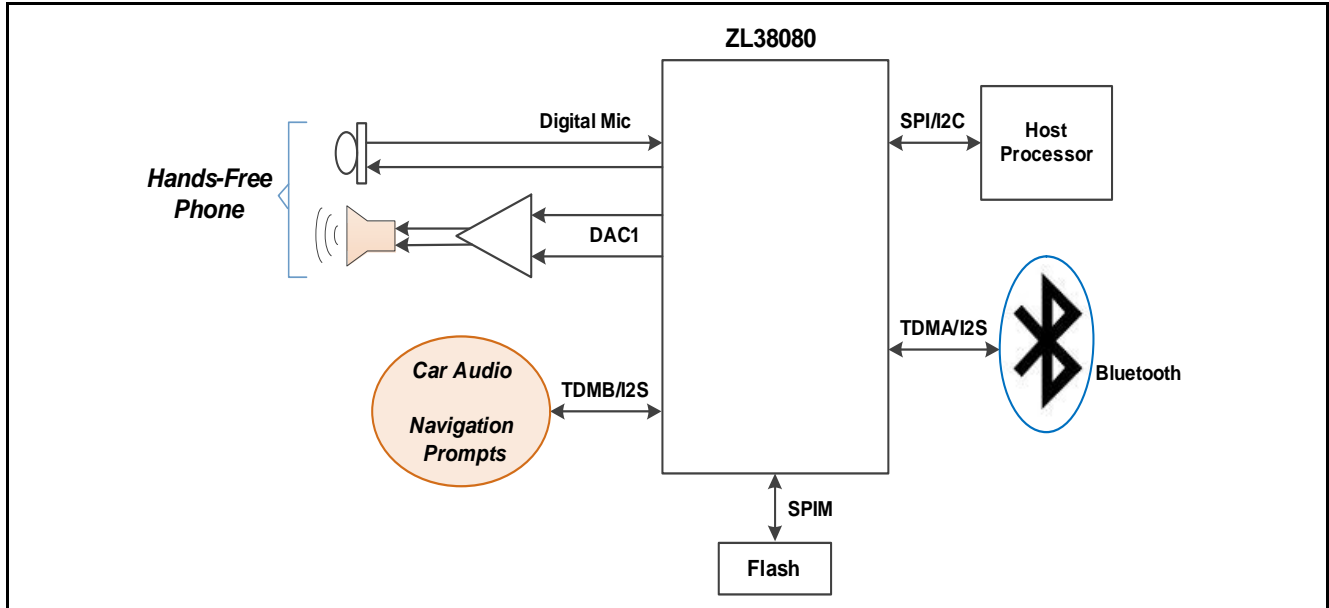 ZL38080
Digital Mic
SPI/I2C
Host
Processor
Hands-Free
Phone
DAC1
TDMA/I2S
Bluetooth
Car Audio
Navigation
Prompts
TDMB/I2S
SPIM
Flash